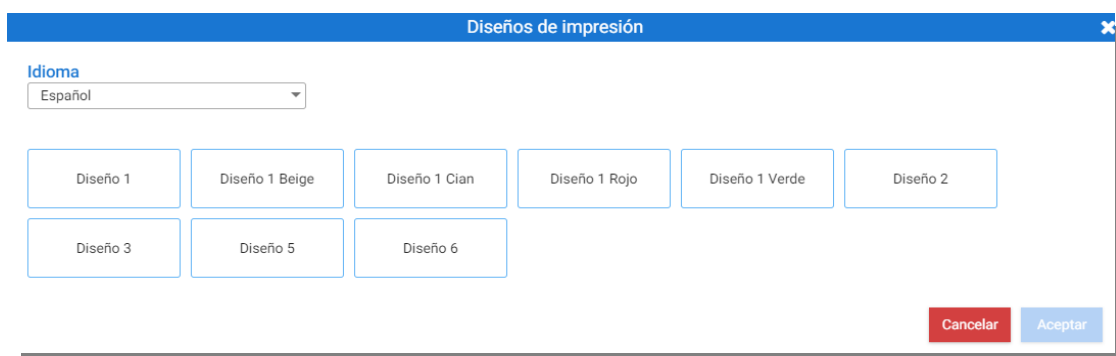 Diseños de impresión
Idioma
Español
Diseño 1
Diseño 1 Beige
Diseño 1 Cian
Diseño 1 Rojo
Diseño 1 Verde
Diseño 2
Diseño 3
Diseño 5
Diseño 6
Cancelar
Aceptar